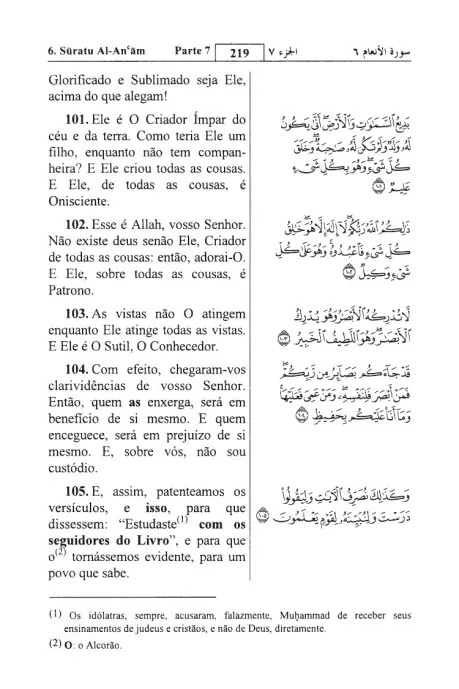 6. Sūratu Al-Anᶜām Parte 7 219 الجزء ٧ سورة الأنعام ٦
Glorificado e Sublimado seja Ele,
acima do que alegam!
101. Ele é O Criador Ímpar do
céu e da terra. Como teria Ele um
filho, enquanto não tem compan-
heira? E Ele criou todas as cousas.
E Ele, de todas as cousas, é
Onisciente.
بَدِيعُ ٱلسَّمَٰوَٰتِ وَٱلْأَرْضِ أَنَّىٰ يَكُونُ
لَهُۥ وَلَدٌ وَلَمْ تَكُن لَّهُۥ صَٰحِبَةٌ وَخَلَقَ
كُلَّ شَىْءٍ وَهُوَ بِكُلِّ شَىْءٍ
عَلِيمٌ ١٠١
102. Esse é Allah, vosso Senhor.
Não existe deus senão Ele, Criador
de todas as cousas: então, adorai-O.
E Ele, sobre todas as cousas, é
Patrono.
ذَٰلِكُمُ ٱللَّهُ رَبُّكُمْ لَآ إِلَٰهَ إِلَّا هُوَ خَٰلِقُ
كُلِّ شَىْءٍ فَٱعْبُدُوهُ وَهُوَ عَلَىٰ كُلِّ
شَىْءٍ وَكِيلٌ ١٠٢
103. As vistas não O atingem
enquanto Ele atinge todas as vistas.
E Ele é O Sutil, O Conhecedor.
لَّا تُدْرِكُهُ ٱلْأَبْصَٰرُ وَهُوَ يُدْرِكُ
ٱلْأَبْصَٰرَ وَهُوَ ٱللَّطِيفُ ٱلْخَبِيرُ ١٠٣
104. Com efeito, chegaram-vos
clarividências de vosso Senhor.
Então, quem as enxerga, será em
benefício de si mesmo. E quem
enceguece, será em prejuízo de si
mesmo. E, sobre vós, não sou
custódio.
قَدْ جَآءَكُم بَصَآئِرُ مِن رَّبِّكُمْ
فَمَنْ أَبْصَرَ فَلِنَفْسِهِۦ وَمَنْ عَمِىَ فَعَلَيْهَا
وَمَآ أَنَا۠ عَلَيْكُم بِحَفِيظٍ ١٠٤
105. E, assim, patenteamos os
versículos, e isso, para que
dissessem: “Estudaste(1) com os
seguidores do Livro”, e para que
o(2) tornássemos evidente, para um
povo que sabe.
وَكَذَٰلِكَ نُصَرِّفُ ٱلْءَايَٰتِ وَلِيَقُولُوا۟
دَرَسْتَ وَلِنُبَيِّنَهُۥ لِقَوْمٍ يَعْلَمُونَ ١٠٥
(1) Os idólatras, sempre, acusaram, falazmente, Muḥammad de receber seus
ensinamentos de judeus e cristãos, e não de Deus, diretamente.
(2) O: o Alcorão.